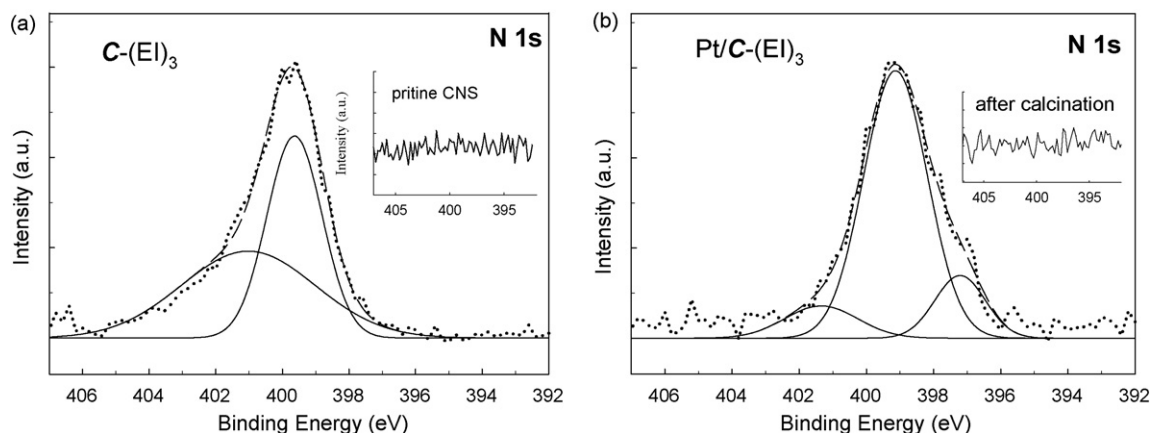 (a)
C-(EI)₃
N 1s
pritine CNS
Intensity (a.u.)
405 400 395
Intensity (a.u.)
406 404 402 400 398 396 394 392
Binding Energy (eV)
(b)
Pt/C-(EI)₃
N 1s
after calcination
Intensity (a.u.)
405 400 395
Intensity (a.u.)
406 404 402 400 398 396 394 392
Binding Energy (eV)